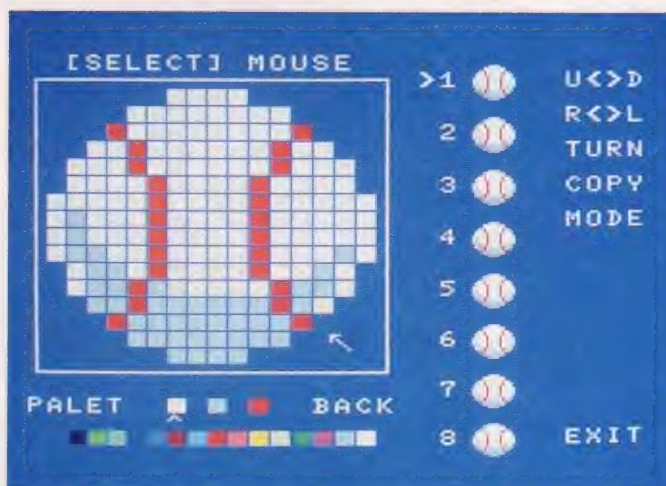 [SELECT] MOUSE
>1
2
3
4
5
6
7
8
U<>D
R<>L
TURN
COPY
MODE
EXIT
PALET
BACK